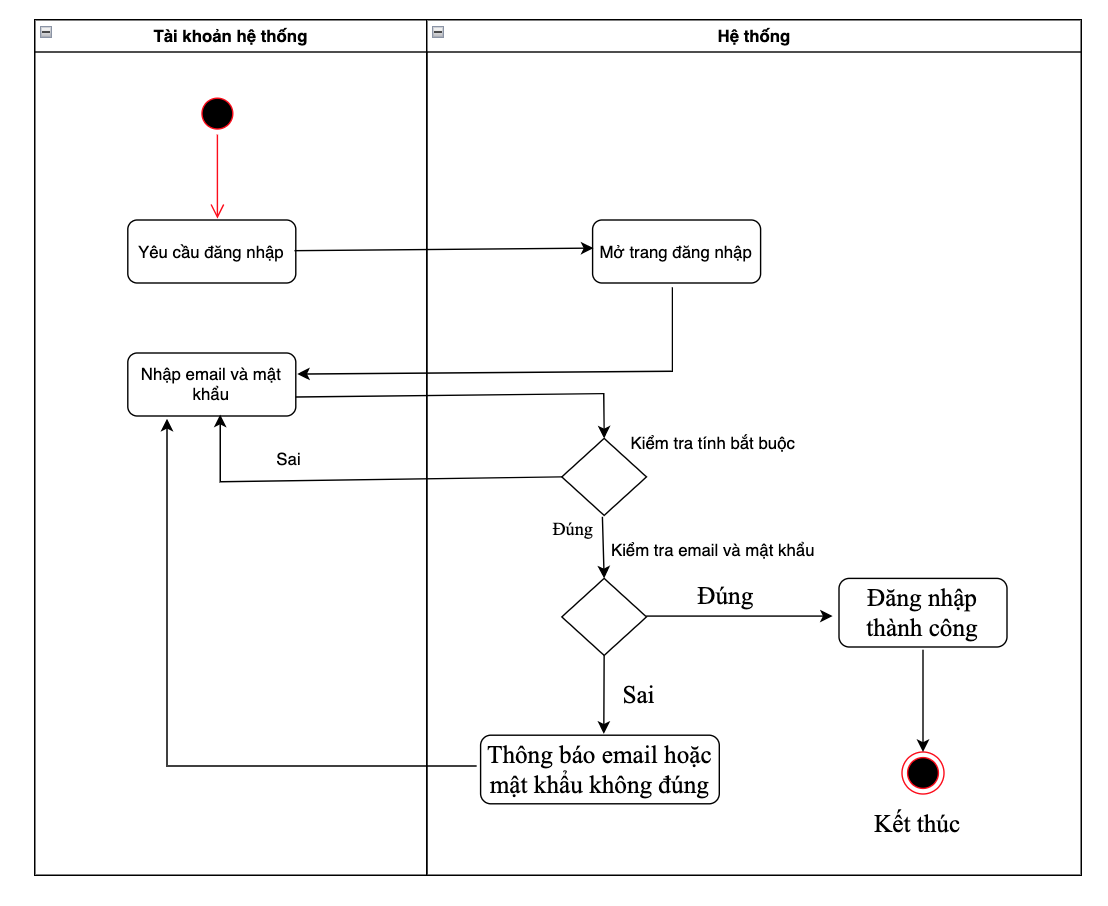 Tài khoản hệ thống
Hệ thống
Yêu cầu đăng nhập
Mở trang đăng nhập
Nhập email và mật
khẩu
Kiểm tra tính bắt buộc
Sai
Đúng
Kiểm tra email và mật khẩu
Đúng
Đăng nhập
thành công
Sai
Thông báo email hoặc
mật khẩu không đúng
Kết thúc